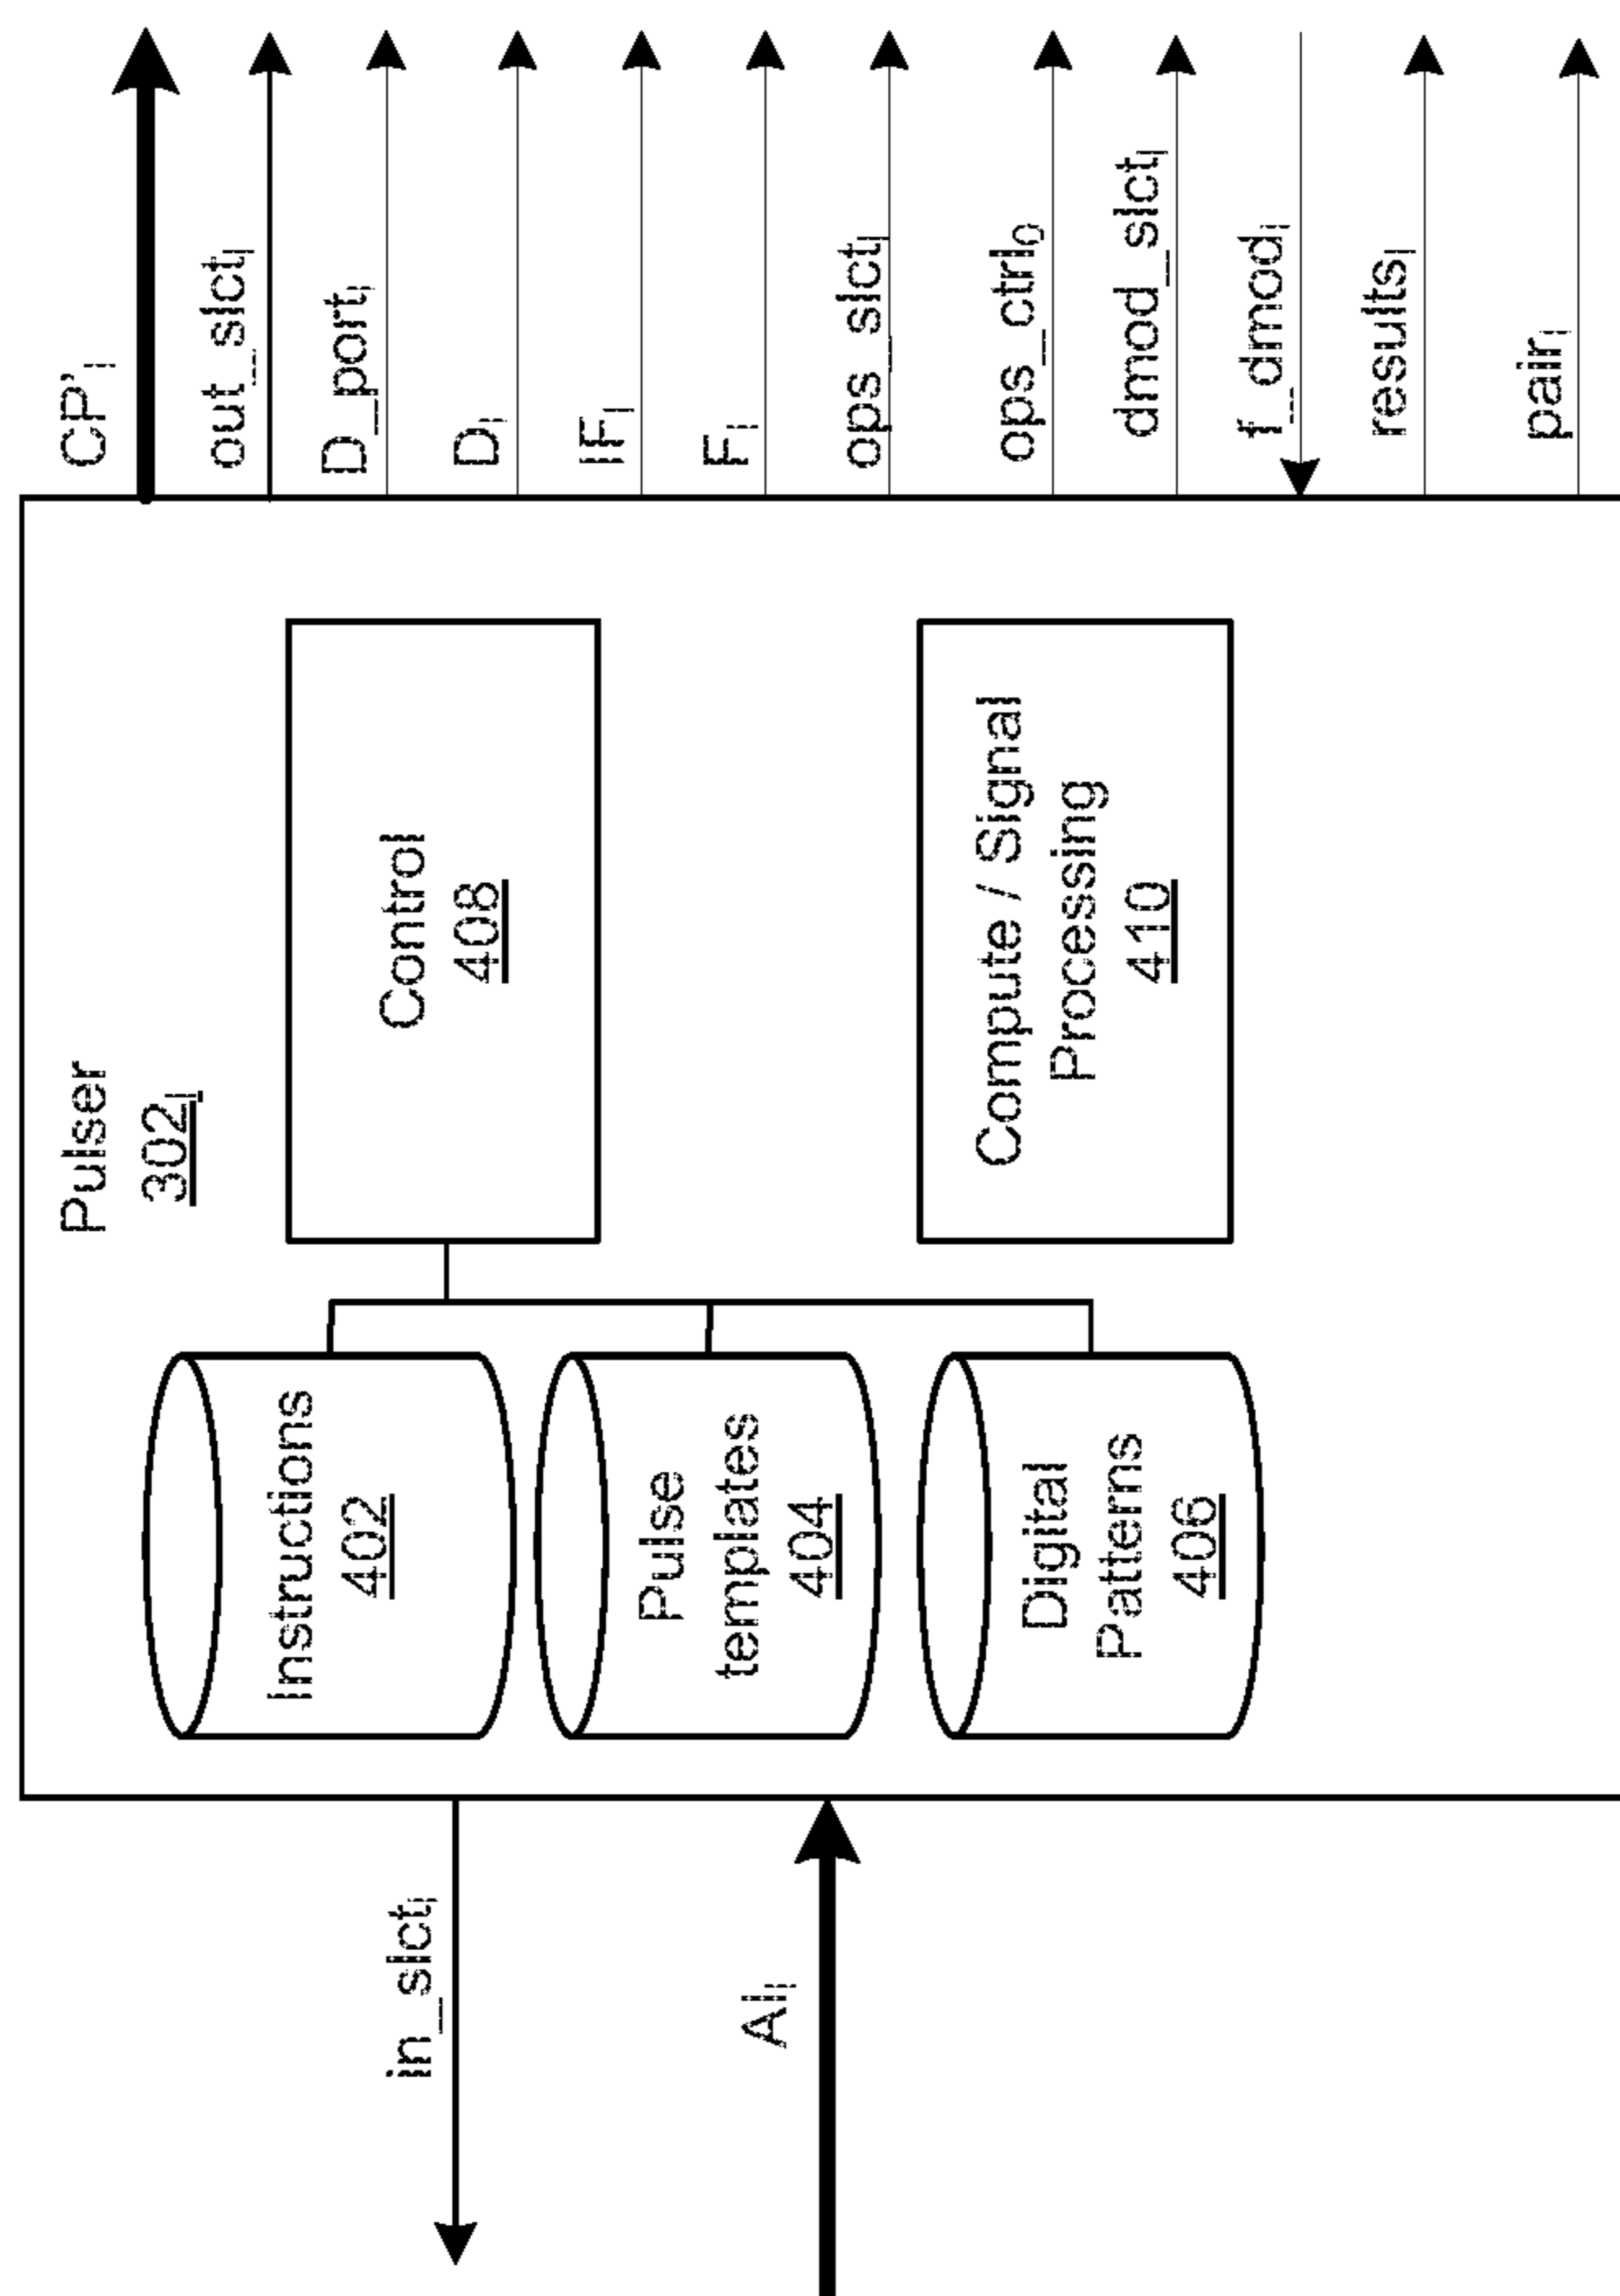 Pulser
302ₗ
Instructions
402
Pulse
templates
404
Digital
Patterns
406
Control
408
Compute / Signal
Processing
410
in_slctₗ
AIₗ
CP'ₗ
out_slctₗ
D_portₗ
Dₗ
IFₗ
Fₗ
ops_slctₗ
ops_ctrl₀
dmod_slctₗ
f_dmodₗ
resultsₗ
pairₗ